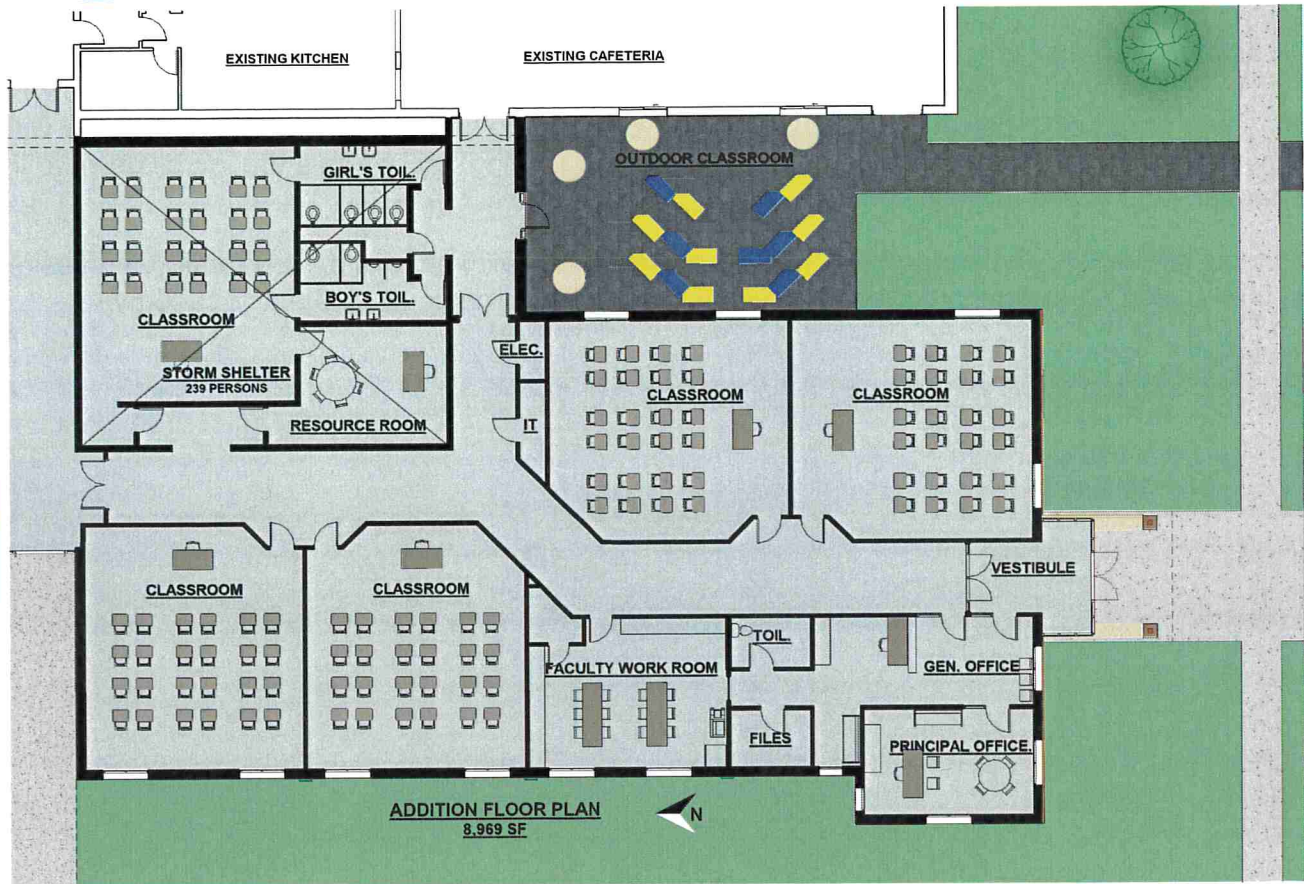 EXISTING KITCHEN
EXISTING CAFETERIA
OUTDOOR CLASSROOM
GIRL'S TOIL.
BOY'S TOIL.
CLASSROOM
STORM SHELTER
239 PERSONS
RESOURCE ROOM
ELEC.
IT
CLASSROOM
CLASSROOM
VESTIBULE
CLASSROOM
CLASSROOM
FACULTY WORK ROOM
TOIL.
GEN. OFFICE
FILES
PRINCIPAL OFFICE.
ADDITION FLOOR PLAN
8,969 SF
N